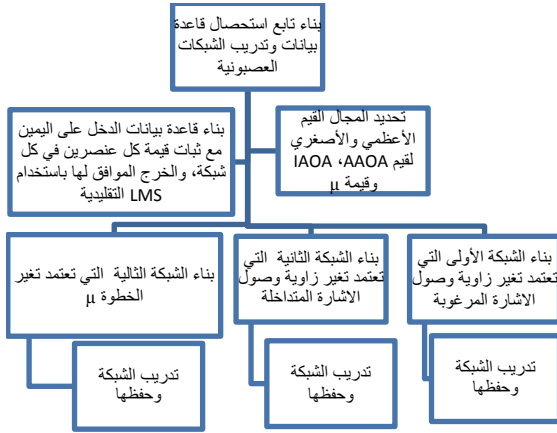 بناء تابع استحصال قاعدة
بيانات وتدريب الشبكات
العصبونية
تحديد المجال القيم
الأعظمي والأصغري
لقيم IAOA ،AAOA
وقيمة µ
بناء قاعدة بيانات الدخل على اليمين
مع ثبات قيمة كل عنصرين في كل
شبكة، والخرج الموافق لها باستخدام
LMS التقليدية
بناء الشبكة الأولى التي
تعتمد تغير زاوية وصول
الاشارة المرغوبة
بناء الشبكة الثانية التي
تعتمد تغير زاوية وصول
الاشارة المتداخلة
بناء الشبكة الثالية التي تعتمد تغير
الخطوة µ
تدريب الشبكة
وحفظها
تدريب الشبكة
وحفظها
تدريب الشبكة
وحفظها